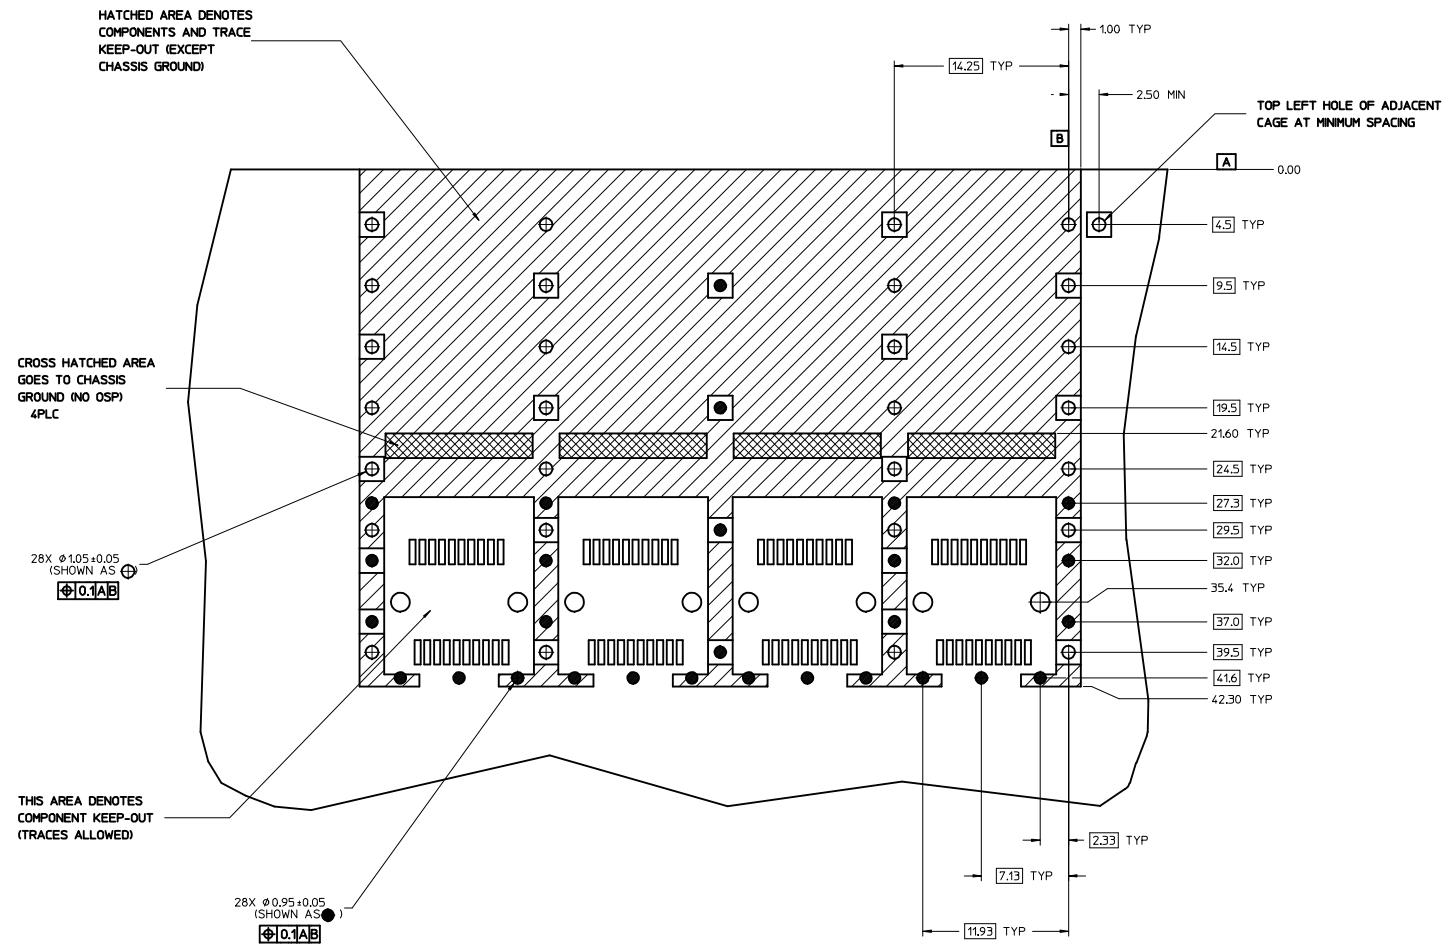 HATCHED AREA DENOTES
COMPONENTS AND TRACE
KEEP-OUT (EXCEPT
CHASSIS GROUND)
1.00 TYP
14.25 TYP
2.50 MIN
TOP LEFT HOLE OF ADJACENT
CAGE AT MINIMUM SPACING
B
A
0.00
4.5 TYP
9.5 TYP
14.5 TYP
CROSS HATCHED AREA
GOES TO CHASSIS
GROUND (NO OSP)
4PLC
19.5 TYP
21.60 TYP
24.5 TYP
27.3 TYP
29.5 TYP
28X Ø1.05±0.05
(SHOWN AS ⌖)
⌖ 0.1 A B
32.0 TYP
35.4 TYP
37.0 TYP
39.5 TYP
41.6 TYP
42.30 TYP
THIS AREA DENOTES
COMPONENT KEEP-OUT
(TRACES ALLOWED)
2.33 TYP
7.13 TYP
28X Ø0.95±0.05
(SHOWN AS ● )
⌖ 0.1 A B
11.93 TYP